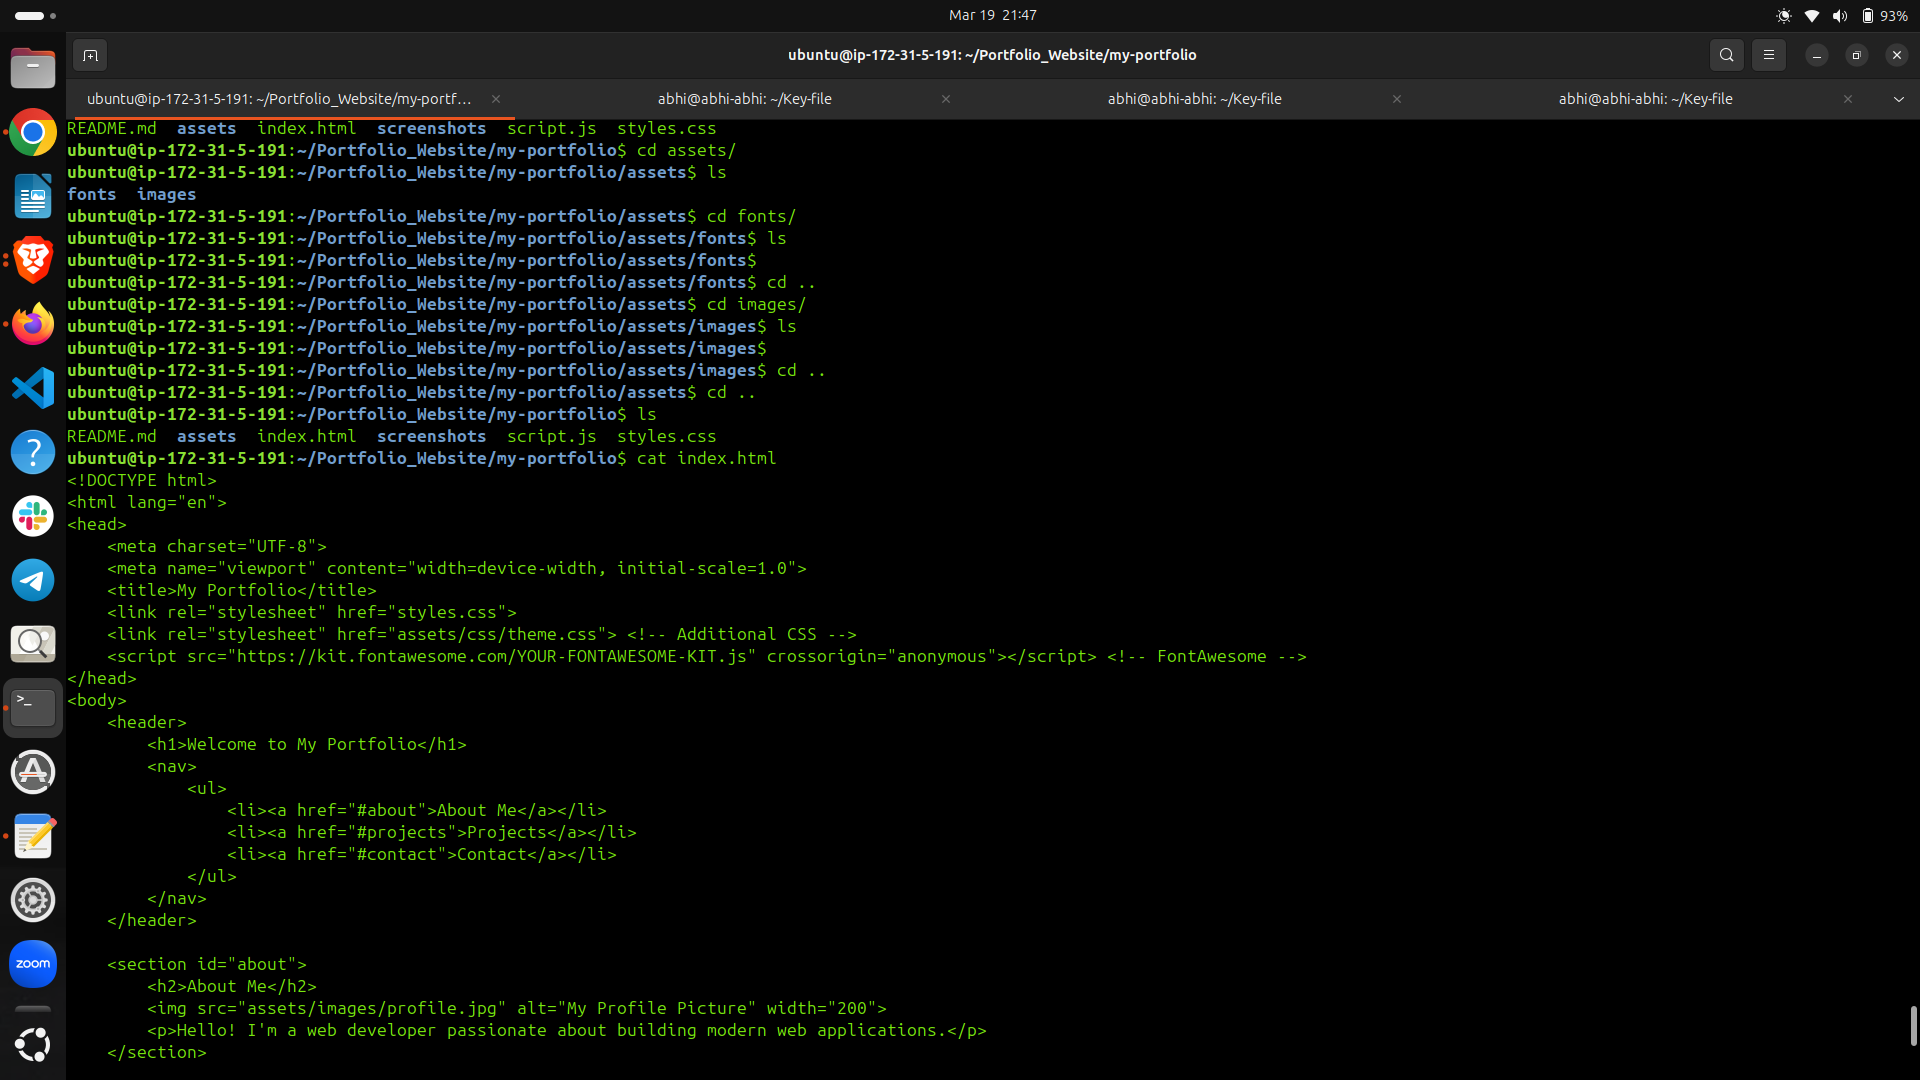 Mar 19 21:47
93%
ubuntu@ip-172-31-5-191: ~/Portfolio_Website/my-portfolio
ubuntu@ip-172-31-5-191: ~/Portfolio_Website/my-portf…
abhi@abhi-abhi: ~/Key-file
abhi@abhi-abhi: ~/Key-file
abhi@abhi-abhi: ~/Key-file
README.md  assets  index.html  screenshots  script.js  styles.css
ubuntu@ip-172-31-5-191:~/Portfolio_Website/my-portfolio$ cd assets/
ubuntu@ip-172-31-5-191:~/Portfolio_Website/my-portfolio/assets$ ls
fonts  images
ubuntu@ip-172-31-5-191:~/Portfolio_Website/my-portfolio/assets$ cd fonts/
ubuntu@ip-172-31-5-191:~/Portfolio_Website/my-portfolio/assets/fonts$ ls
ubuntu@ip-172-31-5-191:~/Portfolio_Website/my-portfolio/assets/fonts$
ubuntu@ip-172-31-5-191:~/Portfolio_Website/my-portfolio/assets/fonts$ cd ..
ubuntu@ip-172-31-5-191:~/Portfolio_Website/my-portfolio/assets$ cd images/
ubuntu@ip-172-31-5-191:~/Portfolio_Website/my-portfolio/assets/images$ ls
ubuntu@ip-172-31-5-191:~/Portfolio_Website/my-portfolio/assets/images$
ubuntu@ip-172-31-5-191:~/Portfolio_Website/my-portfolio/assets/images$ cd ..
ubuntu@ip-172-31-5-191:~/Portfolio_Website/my-portfolio/assets$ cd ..
ubuntu@ip-172-31-5-191:~/Portfolio_Website/my-portfolio$ ls
README.md  assets  index.html  screenshots  script.js  styles.css
ubuntu@ip-172-31-5-191:~/Portfolio_Website/my-portfolio$ cat index.html
<!DOCTYPE html>
<html lang="en">
<head>
    <meta charset="UTF-8">
    <meta name="viewport" content="width=device-width, initial-scale=1.0">
    <title>My Portfolio</title>
    <link rel="stylesheet" href="styles.css">
    <link rel="stylesheet" href="assets/css/theme.css"> <!-- Additional CSS -->
    <script src="https://kit.fontawesome.com/YOUR-FONTAWESOME-KIT.js" crossorigin="anonymous"></script> <!-- FontAwesome -->
</head>
<body>
    <header>
        <h1>Welcome to My Portfolio</h1>
        <nav>
            <ul>
                <li><a href="#about">About Me</a></li>
                <li><a href="#projects">Projects</a></li>
                <li><a href="#contact">Contact</a></li>
            </ul>
        </nav>
    </header>
    <section id="about">
        <h2>About Me</h2>
        <img src="assets/images/profile.jpg" alt="My Profile Picture" width="200">
        <p>Hello! I'm a web developer passionate about building modern web applications.</p>
    </section>
zoom